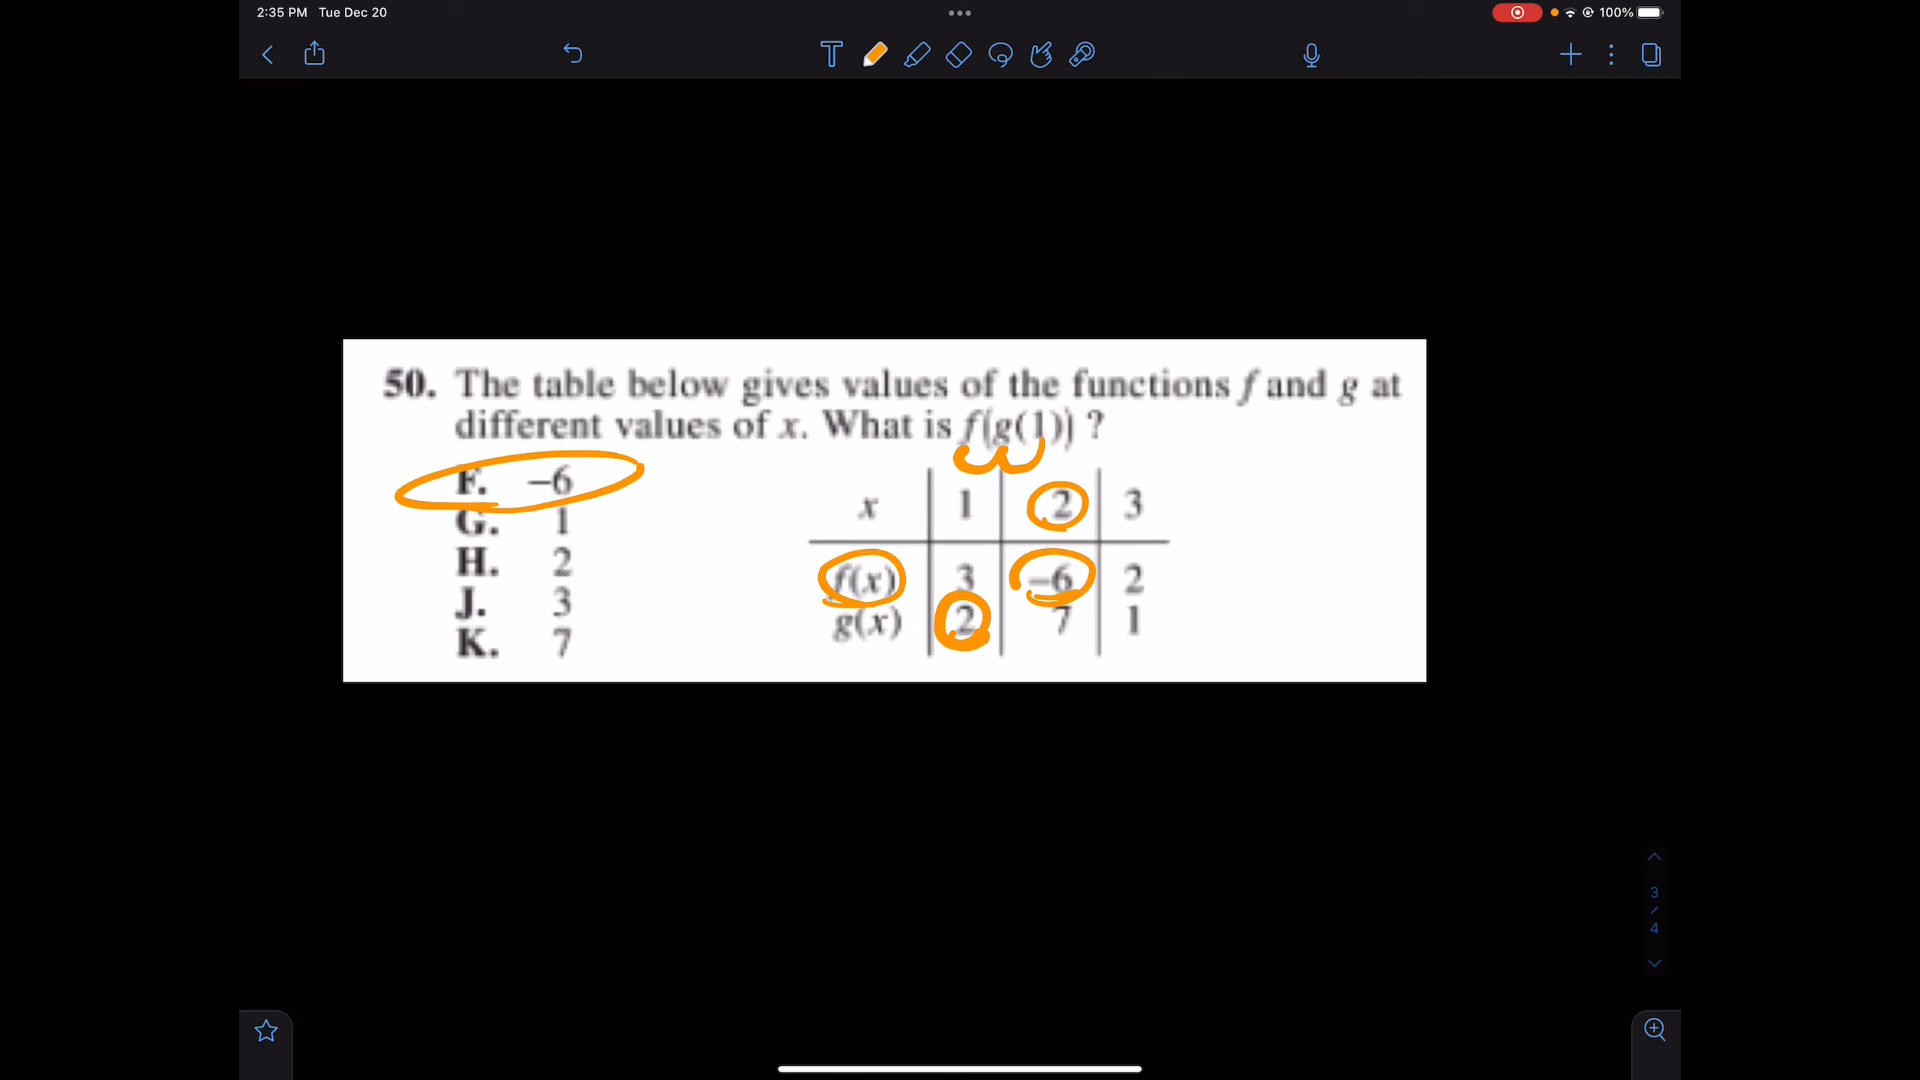 2:35 PM Tue Dec 20
100%
T
50. The table below gives values of the functions f and g at
different values of x. What is f(g(1)) ?
F. −6
G. 1
H. 2
J. 3
K. 7
x 1 2 3
f(x) 3 −6 2
g(x) 2 7 1
3
/
4